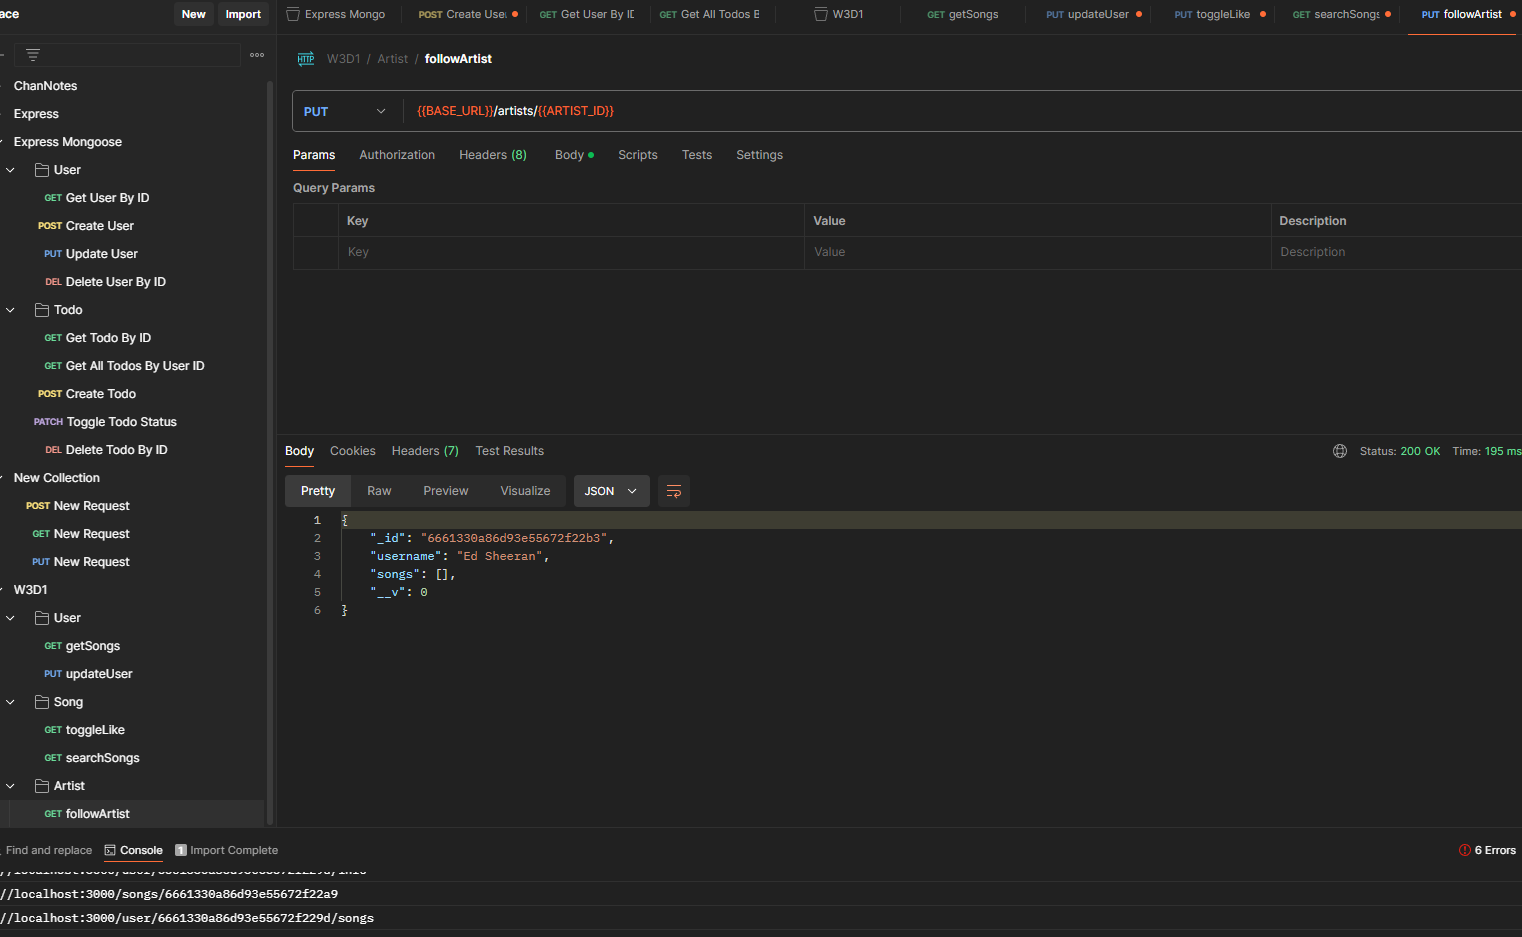 ace New Import
Express Mongo POST Create Use GET Get User By ID GET Get All Todos B W3D1 GET getSongs PUT updateUser PUT toggleLike GET searchSongs PUT followArtist
HTTP W3D1 / Artist / followArtist
PUT {{BASE_URL}}/artists/{{ARTIST_ID}}
Params Authorization Headers (8) Body Scripts Tests Settings
Query Params
Key Value Description
Key Value Description
ChanNotes
Express
Express Mongoose
User
GET Get User By ID
POST Create User
PUT Update User
DEL Delete User By ID
Todo
GET Get Todo By ID
GET Get All Todos By User ID
POST Create Todo
PATCH Toggle Todo Status
DEL Delete Todo By ID
New Collection
POST New Request
GET New Request
PUT New Request
W3D1
User
GET getSongs
PUT updateUser
Song
GET toggleLike
GET searchSongs
Artist
GET followArtist
Body Cookies Headers (7) Test Results Status: 200 OK Time: 195 ms
Pretty Raw Preview Visualize JSON
1 {
2 "_id": "6661330a86d93e55672f22b3",
3 "username": "Ed Sheeran",
4 "songs": [],
5 "__v": 0
6 }
Find and replace Console 1 Import Complete 6 Errors
//localhost:3000/songs/6661330a86d93e55672f22a9
//localhost:3000/user/6661330a86d93e55672f229d/songs